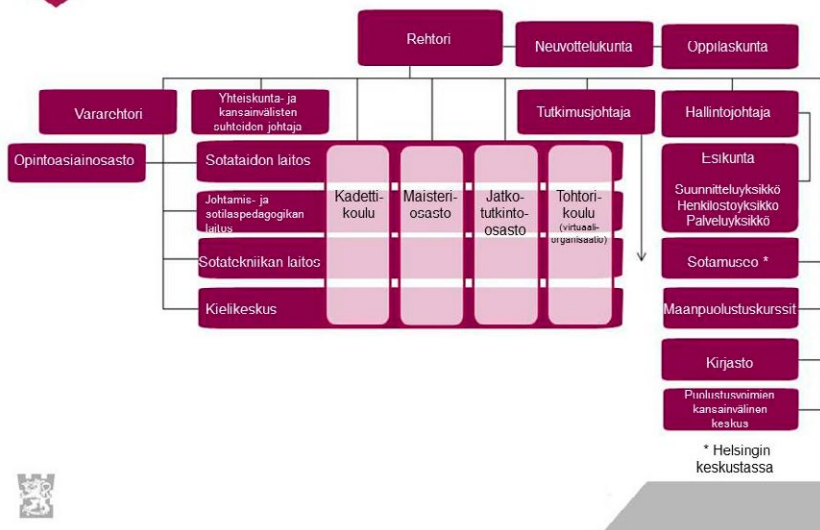 Rehtori
Neuvottelukunta
Oppilaskunta
Vararehtori
Yhteiskunta- ja
kansainvälisten
suhteiden johtaja
Tutkimusjohtaja
Hallintojohtaja
Opintoasiainosasto
Sotataidon laitos
Johtamis- ja
sotilaspedagogikan
laitos
Sotatekniikan laitos
Kielikeskus
Kadetti-
koulu
Maisteri-
osasto
Jatko-
tutkinto-
osasto
Tohtori-
koulu
(virtuaali-
organisaatio)
Esikunta
Suunnitteluyksikkö
Henkilostoyksikkö
Palveluyksikkö
Sotamuseo *
Maanpuolustuskurssit
Kirjasto
Puolustusvoimien
kansainvälinen
keskus
* Helsingin
keskustassa